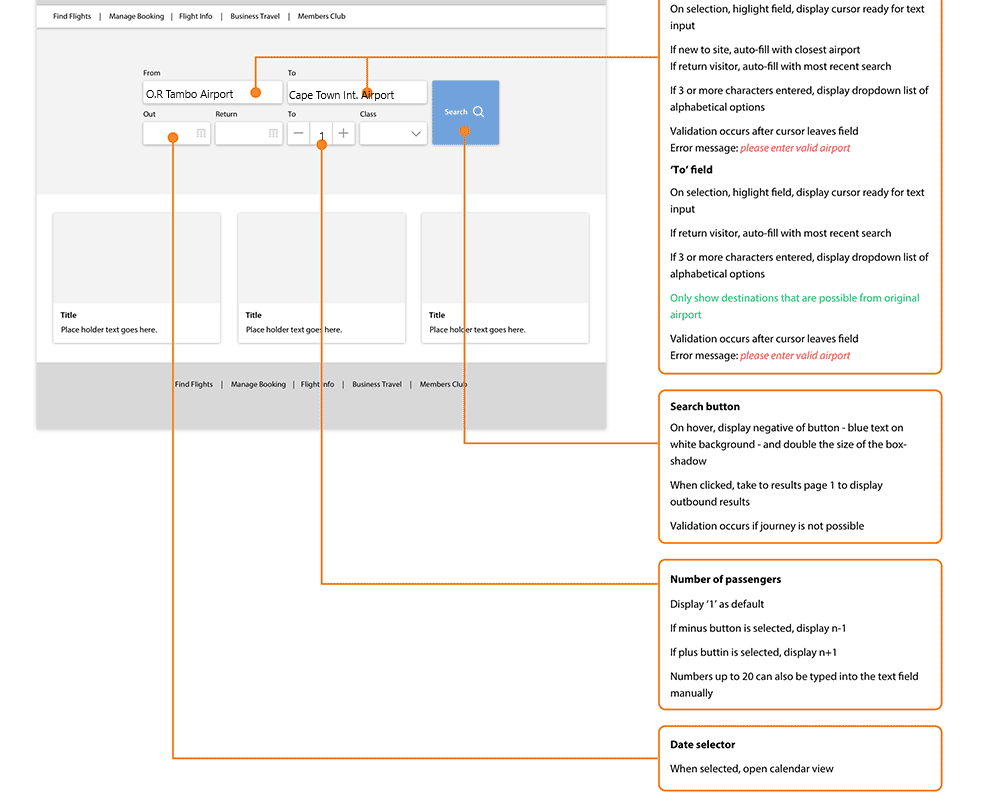 Find Flights | Manage Booking | Flight Info | Business Travel | Members Club
From To
O.R Tambo Airport Cape Town Int. Airport
Search
Out Return To Class
1
Title
Place holder text goes here.
Title
Place holder text goes here.
Title
Place holder text goes here.
Find Flights | Manage Booking | Flight Info | Business Travel | Members Club
On selection, higlight field, display cursor ready for text
input
If new to site, auto-fill with closest airport
If return visitor, auto-fill with most recent search
If 3 or more characters entered, display dropdown list of
alphabetical options
Validation occurs after cursor leaves field
Error message: please enter valid airport
‘To’ field
On selection, higlight field, display cursor ready for text
input
If return visitor, auto-fill with most recent search
If 3 or more characters entered, display dropdown list of
alphabetical options
Only show destinations that are possible from original
airport
Validation occurs after cursor leaves field
Error message: please enter valid airport
Search button
On hover, display negative of button - blue text on
white background - and double the size of the box-
shadow
When clicked, take to results page 1 to display
outbound results
Validation occurs if journey is not possible
Number of passengers
Display ‘1’ as default
If minus button is selected, display n-1
If plus buttin is selected, display n+1
Numbers up to 20 can also be typed into the text field
manually
Date selector
When selected, open calendar view